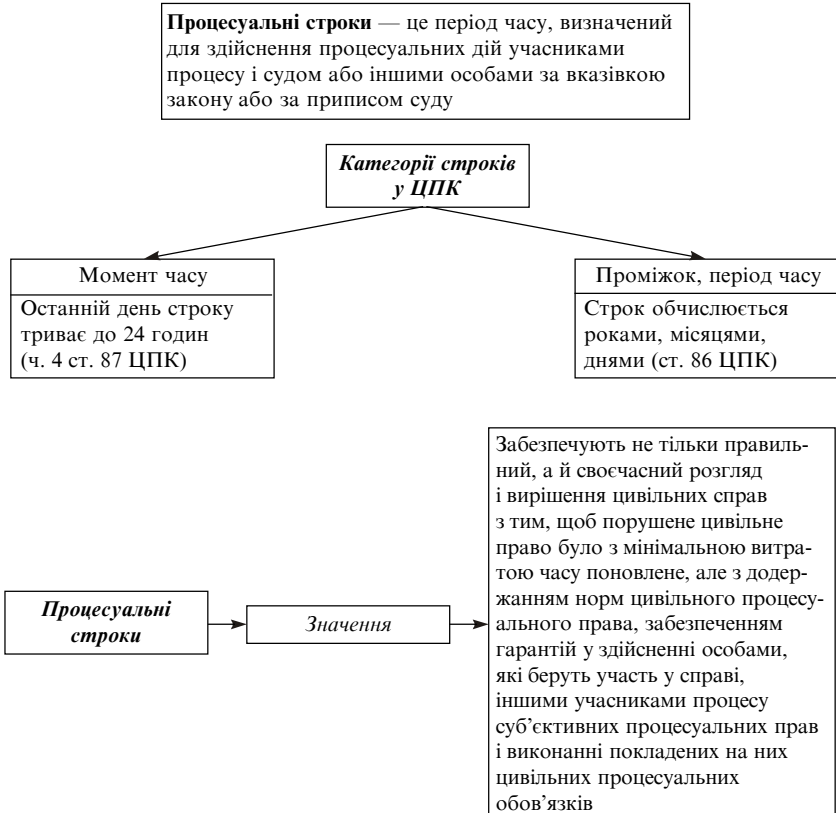 Процесуальні строки — це період часу, визначений
для здійснення процесуальних дій учасниками
процесу і судом або іншими особами за вказівкою
закону або за приписом суду
Категорії строків
у ЦПК
Момент часу
Останній день строку
триває до 24 годин
(ч. 4 ст. 87 ЦПК)
Проміжок, період часу
Строк обчислюється
роками, місяцями,
днями (ст. 86 ЦПК)
Процесуальні
строки
Значення
Забезпечують не тільки правиль-
ний, а й своєчасний розгляд
і вирішення цивільних справ
з тим, щоб порушене цивільне
право було з мінімальною витра-
тою часу поновлене, але з додер-
жанням норм цивільного процесу-
ального права, забезпеченням
гарантій у здійсненні особами,
які беруть участь у справі,
іншими учасниками процесу
суб’єктивних процесуальних прав
і виконанні покладених на них
цивільних процесуальних
обов’язків